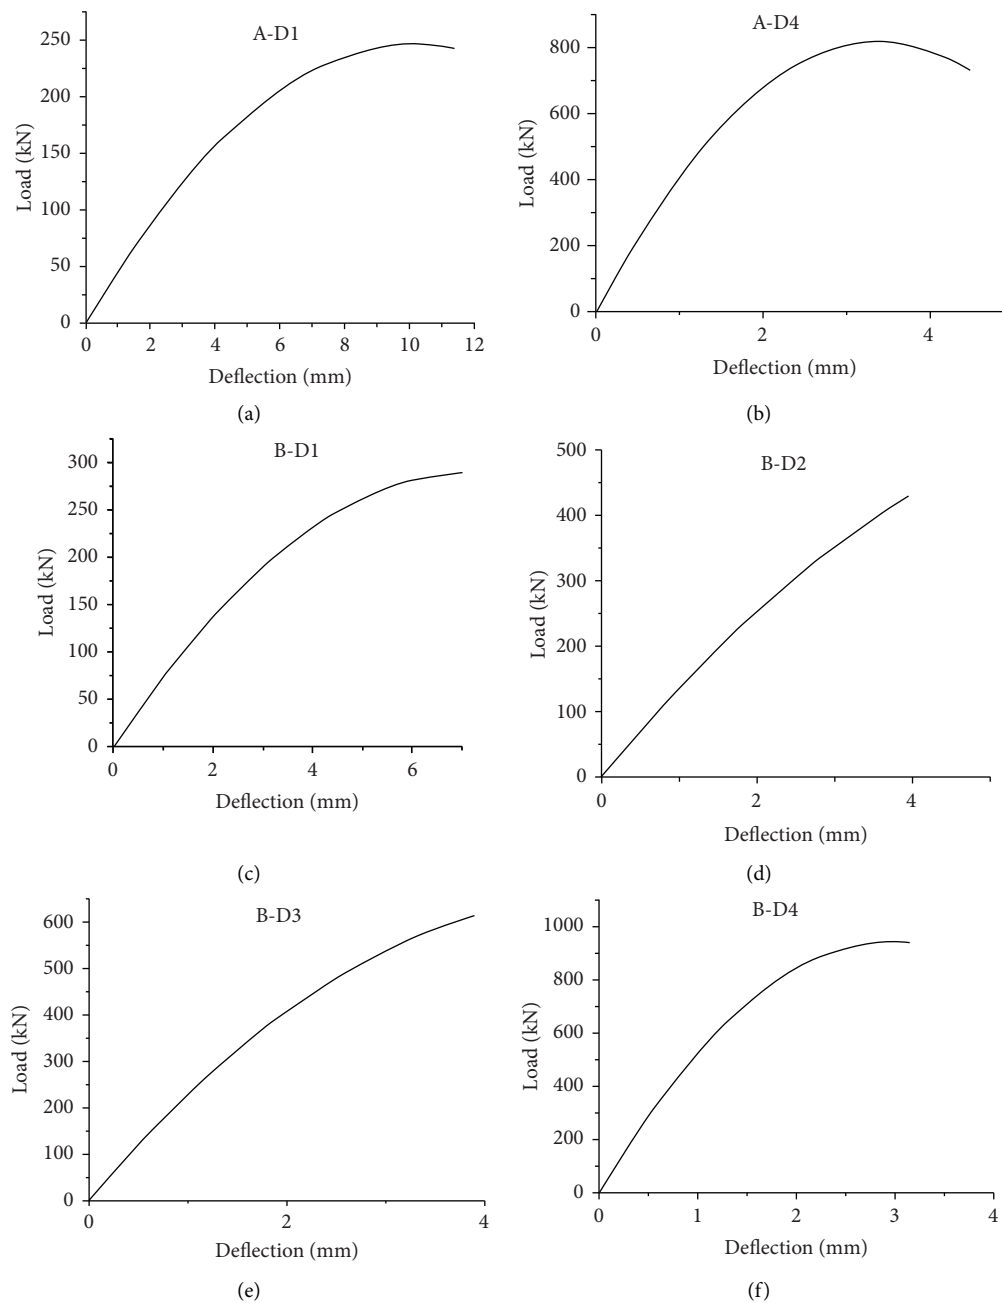 A-D1
250
200
150
100
50
0
Load (kN)
0 2 4 6 8 10 12
Deflection (mm)
(a)
A-D4
800
600
400
200
0
Load (kN)
0 2 4
Deflection (mm)
(b)
B-D1
300
250
200
150
100
50
0
Load (kN)
0 2 4 6
Deflection (mm)
(c)
B-D2
500
400
300
200
100
0
Load (kN)
0 2 4
Deflection (mm)
(d)
B-D3
600
500
400
300
200
100
0
Load (kN)
0 2 4
Deflection (mm)
(e)
B-D4
1000
800
600
400
200
0
Load (kN)
0 1 2 3 4
Deflection (mm)
(f)